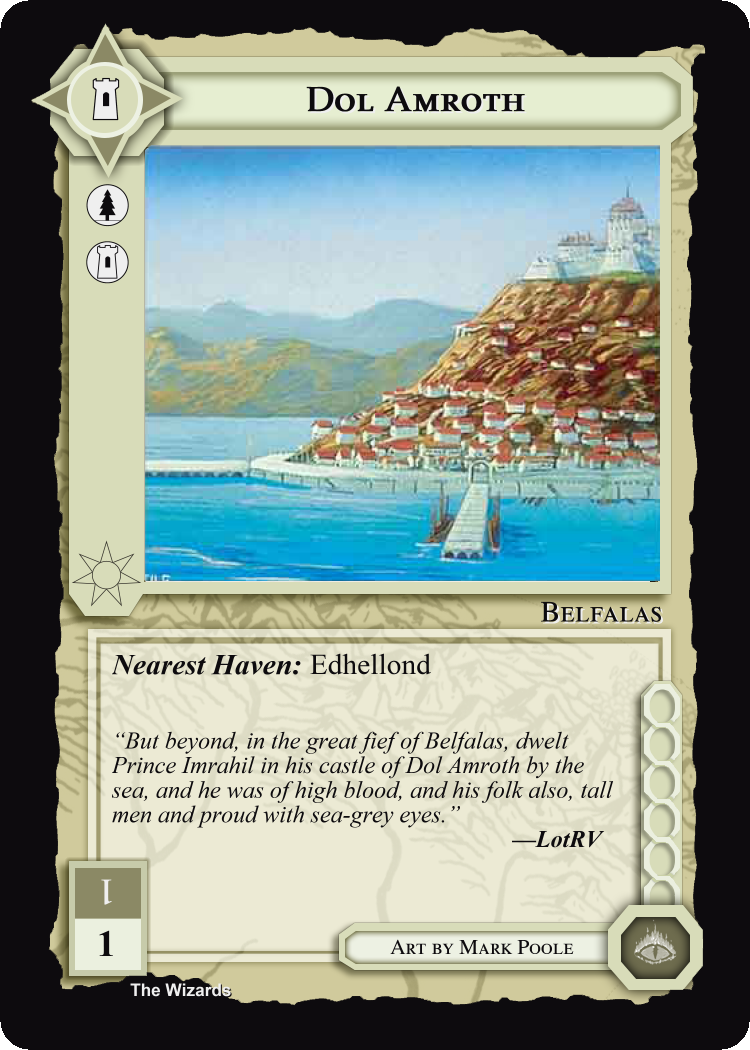 Dol Amroth
Belfalas
Nearest Haven: Edhellond
“But beyond, in the great fief of Belfalas, dwelt
Prince Imrahil in his castle of Dol Amroth by the
sea, and he was of high blood, and his folk also, tall
men and proud with sea-grey eyes.”
—LotRV
1
1
Art by Mark Poole
The Wizards